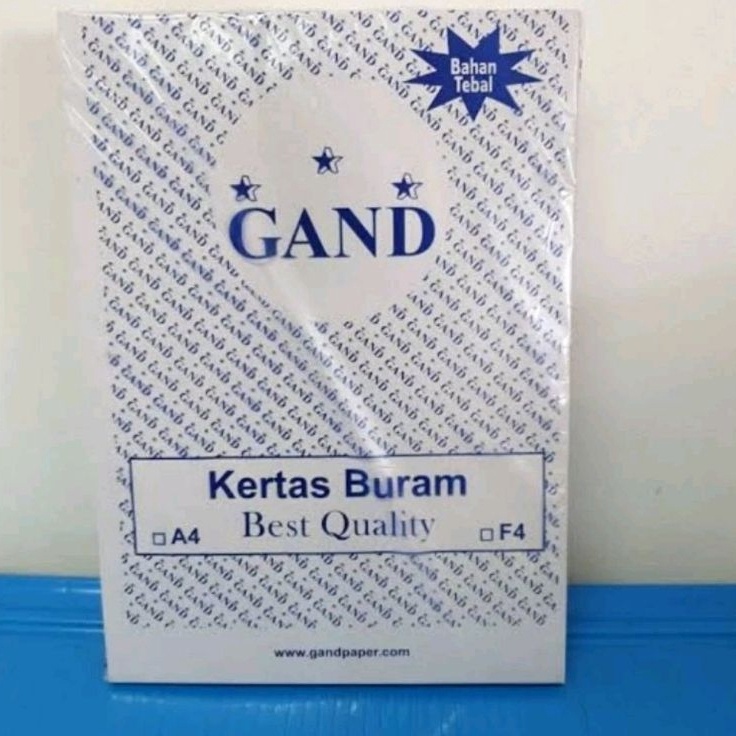 Bahan
Tebal
GAND
Kertas Buram
Best Quality
A4
F4
www.gandpaper.com